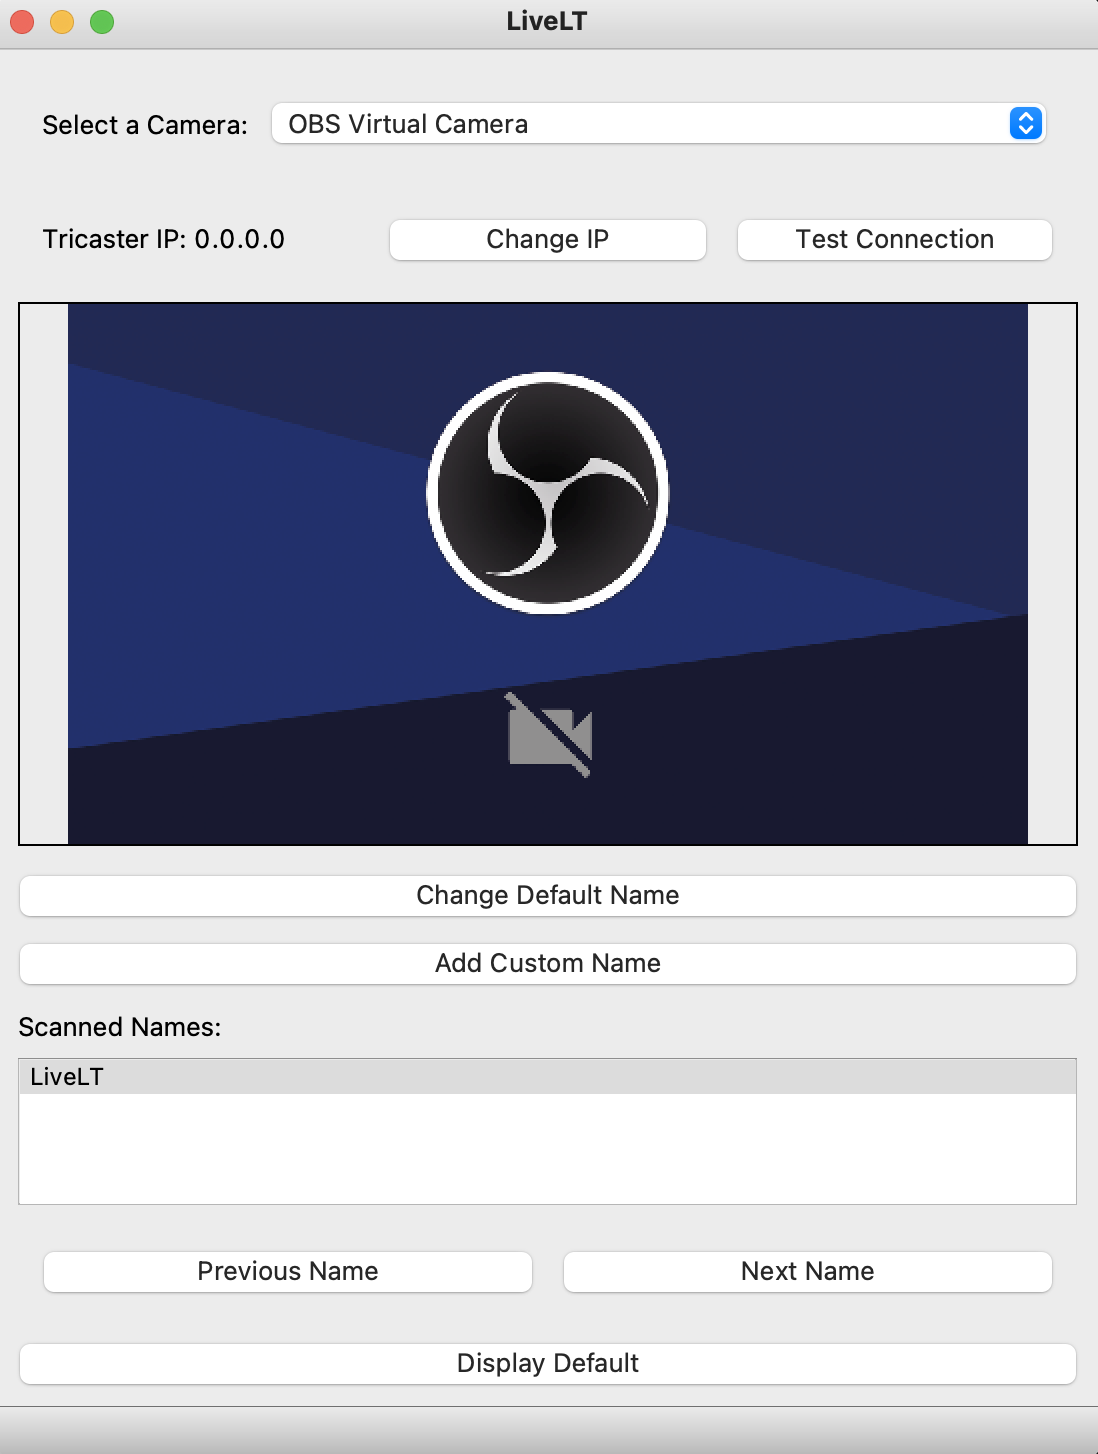 LiveLT
Select a Camera: OBS Virtual Camera
Tricaster IP: 0.0.0.0 Change IP Test Connection
Change Default Name
Add Custom Name
Scanned Names:
LiveLT
Previous Name Next Name
Display Default